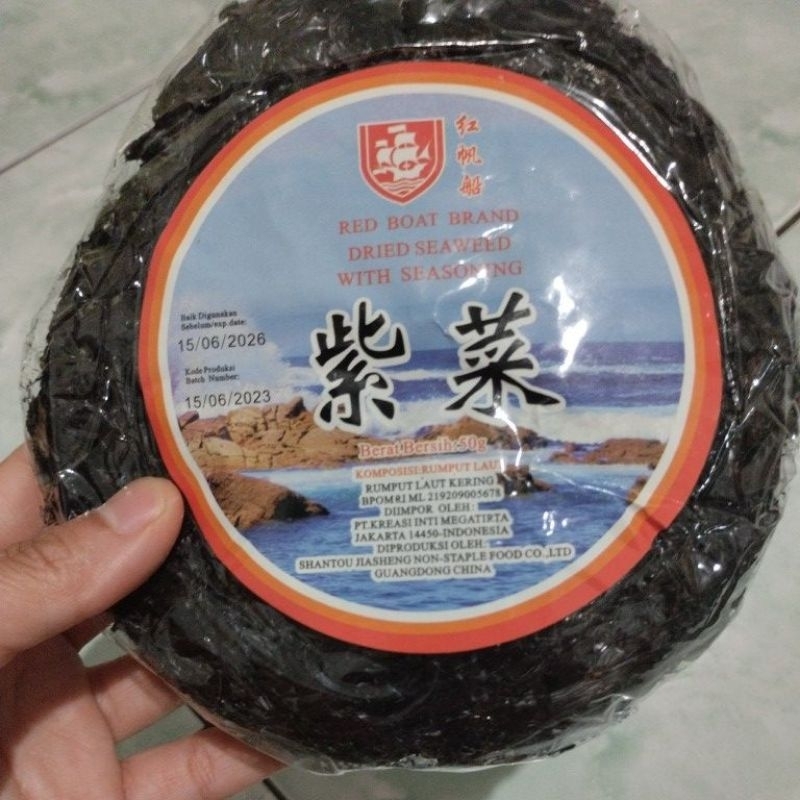 红帆船
RED BOAT BRAND
DRIED SEAWEED
WITH SEASONING
紫菜
Baik Digunakan
Sebelum/exp.date:
15/06/2026
Kode Produksi
Batch Number:
15/06/2023
Berat Bersih: 50g
KOMPOSISI:RUMPUT LAU
RUMPUT LAUT KERING
BPOM RI ML 219209005678
DIIMPOR OLEH:
PT.KREASI INTI MEGATIRTA
JAKARTA 14450-INDONESIA
DIPRODUKSI OLEH:
SHANTOU JIASHENG NON-STAPLE FOOD CO.,LTD
GUANGDONG CHINA